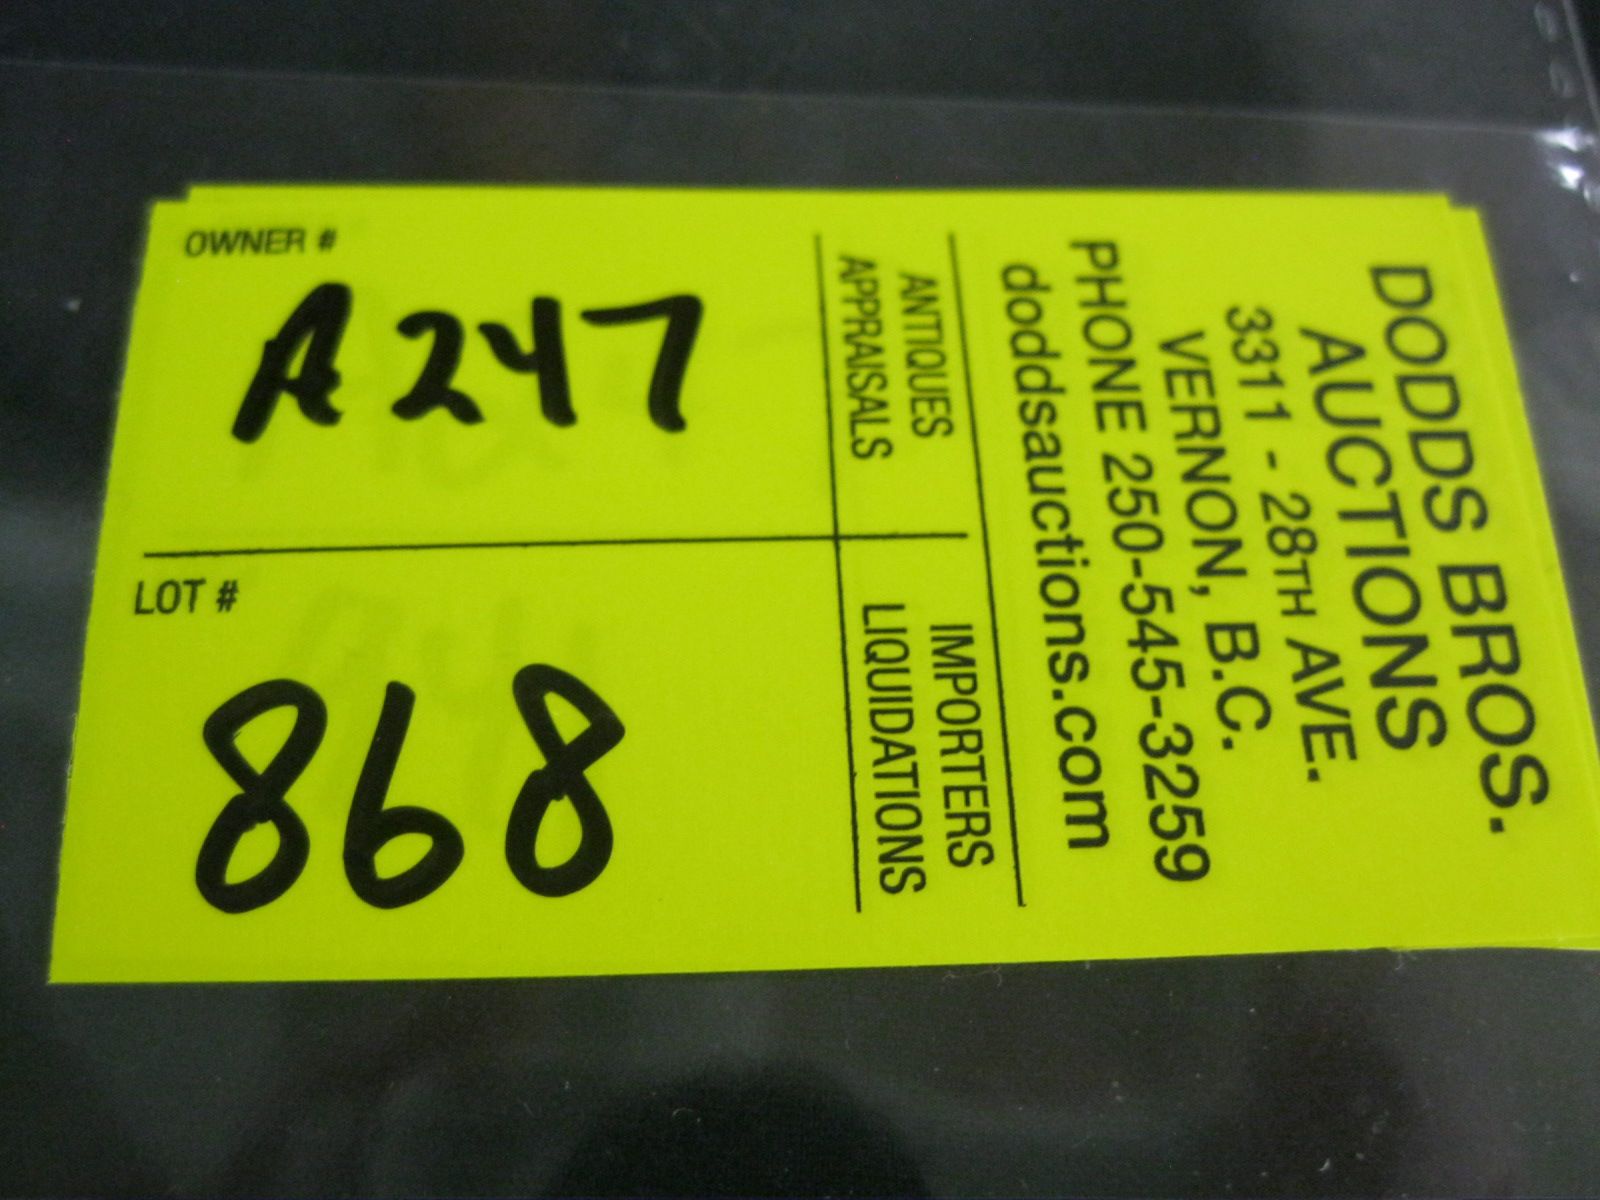 OWNER #
A247
LOT #
868
DODDS BROS.
AUCTIONS
3311 - 28TH AVE.
VERNON, B.C.
PHONE 250-545-3259
doddsauctions.com
ANTIQUES
APPRAISALS
IMPORTERS
LIQUIDATIONS